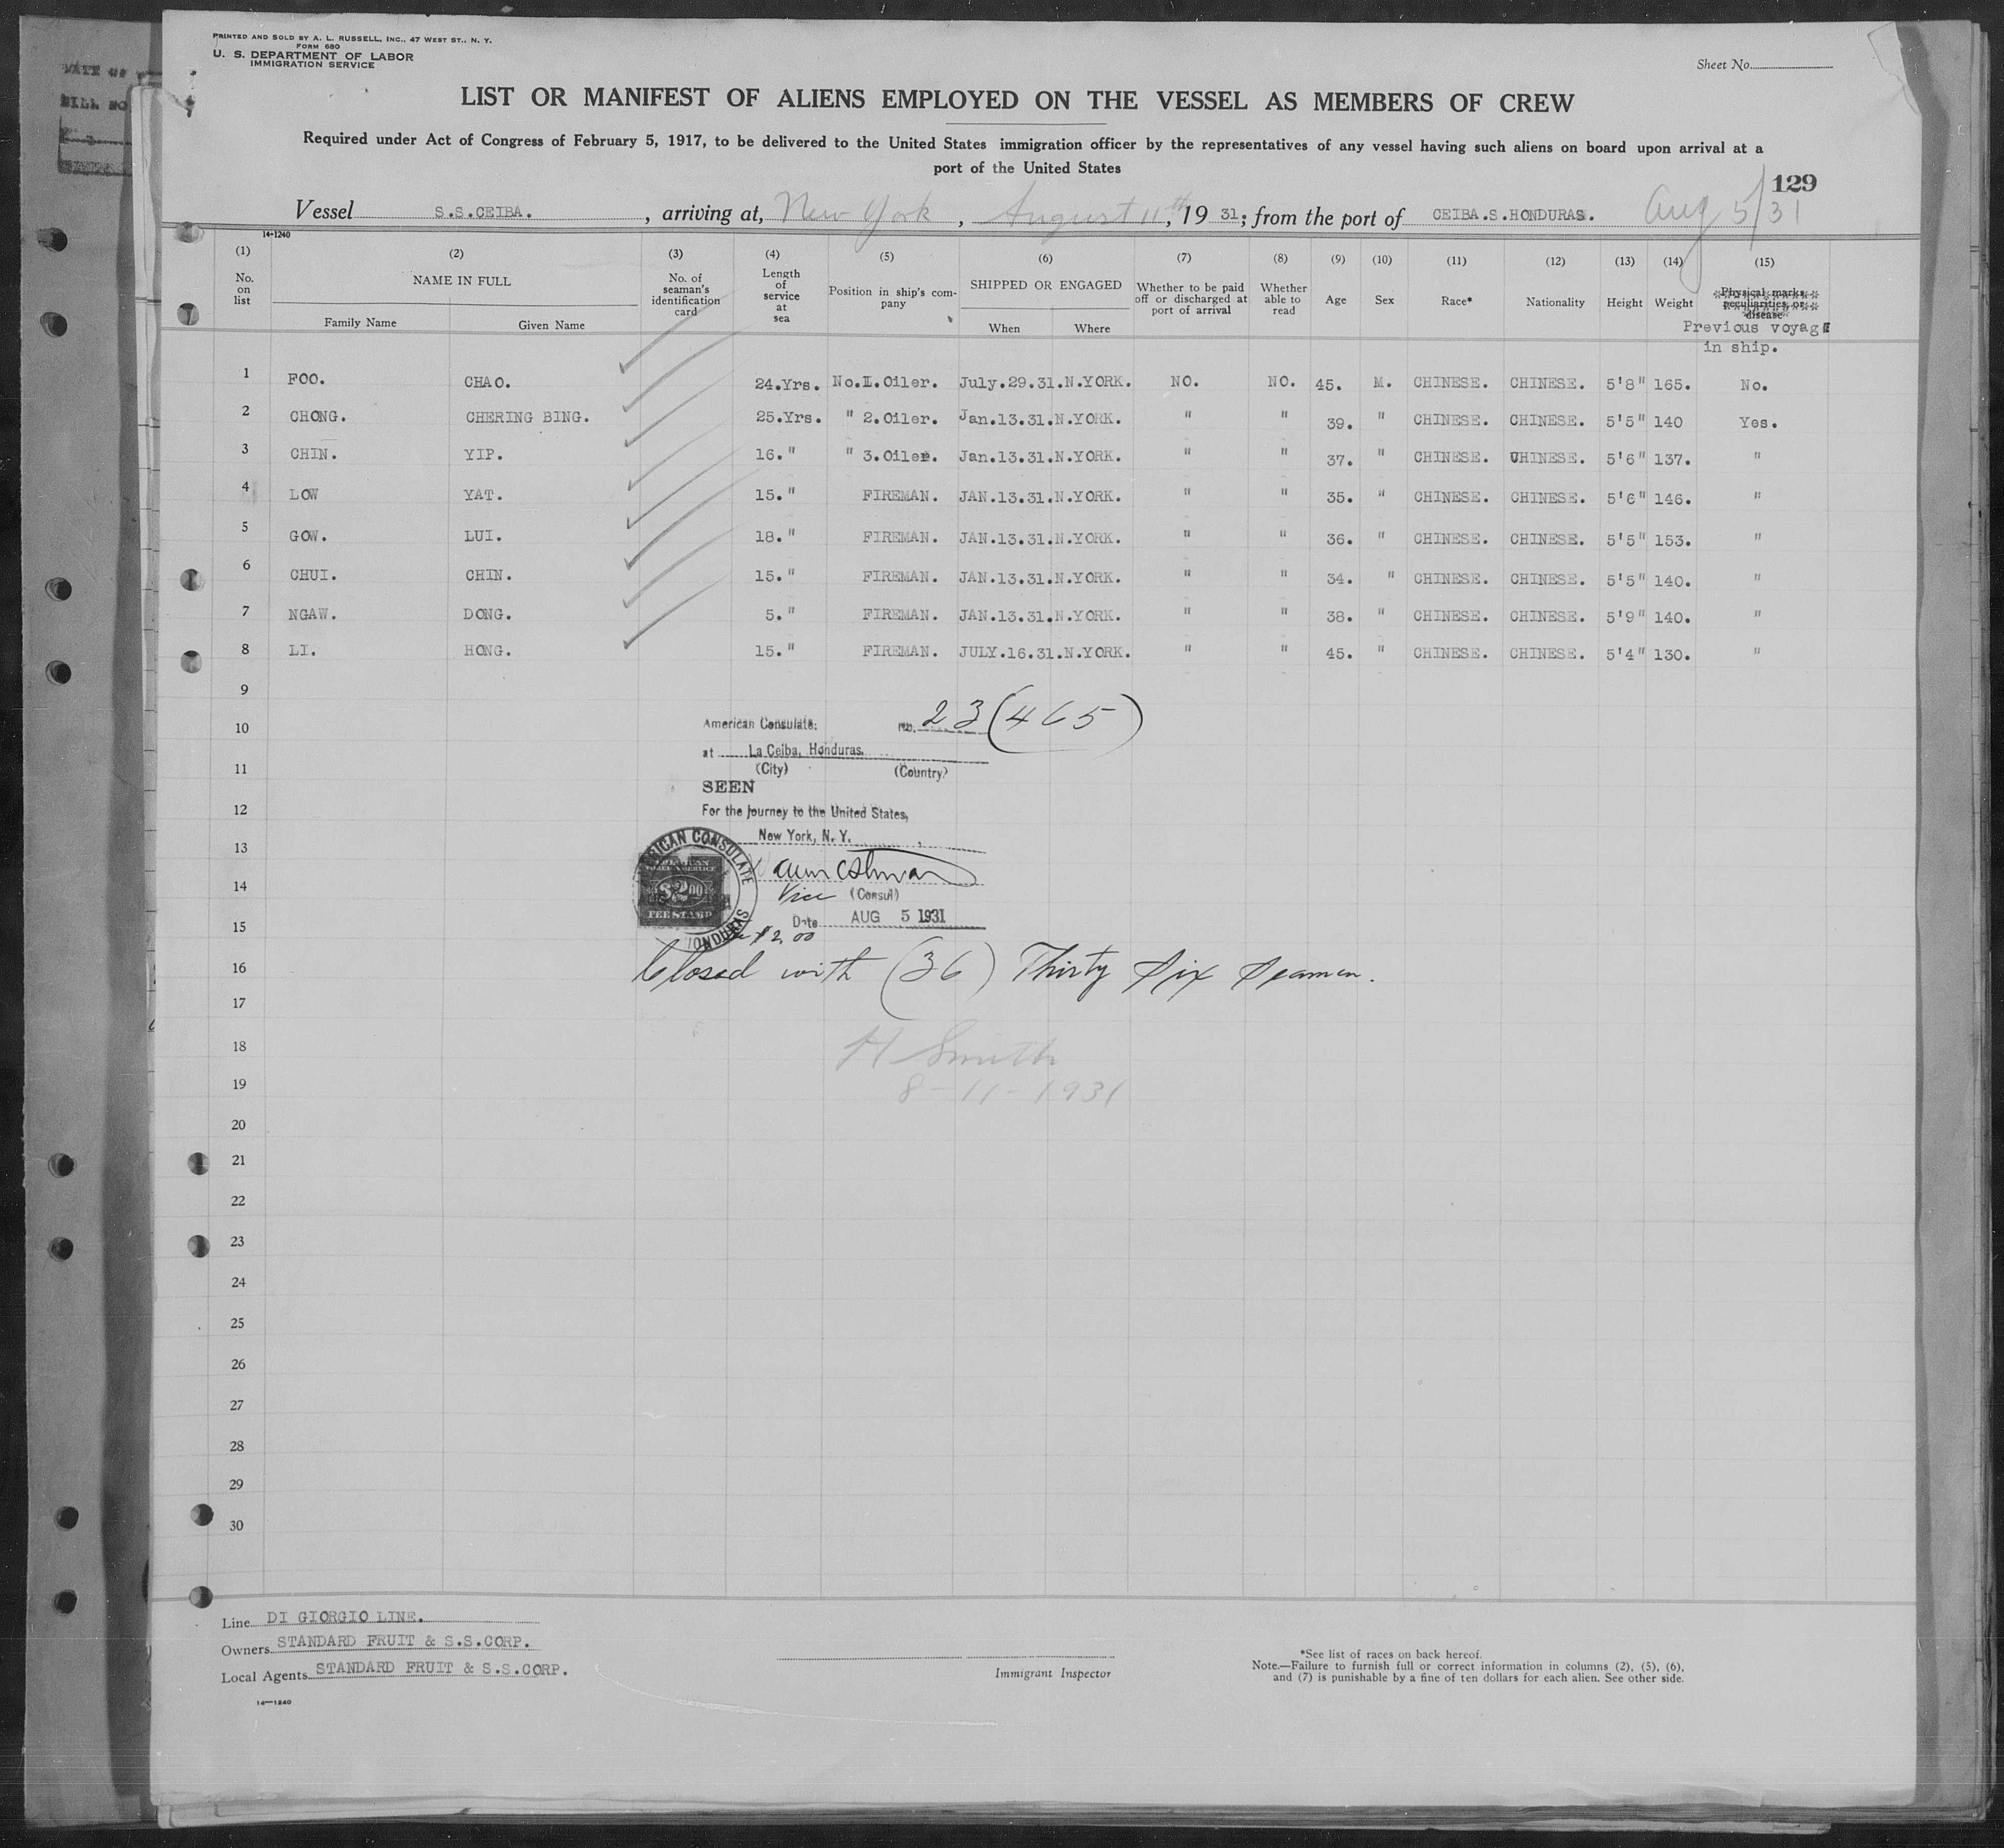 PRINTED AND SOLD BY A. L. RUSSELL, INC., 47 WEST ST., N. Y.
FORM 680
U. S. DEPARTMENT OF LABOR
IMMIGRATION SERVICE
Sheet No.
LIST OR MANIFEST OF ALIENS EMPLOYED ON THE VESSEL AS MEMBERS OF CREW
Required under Act of Congress of February 5, 1917, to be delivered to the United States immigration officer by the representatives of any vessel having such aliens on board upon arrival at a
port of the United States
129
Vessel S.S.CEIBA. , arriving at, New York , August 11th, 19 31; from the port of CEIBA.S.HONDURAS. Aug 5/31
14-1240
(1) (2) (3) (4) (5) (6) (7) (8) (9) (10) (11) (12) (13) (14) (15)
No. on list NAME IN FULL Family Name Given Name No. of seaman's identification card Length of service at sea Position in ship's company SHIPPED OR ENGAGED When Where Whether to be paid off or discharged at port of arrival Whether able to read Age Sex Race* Nationality Height Weight Physical marks, peculiarities, or disease
Previous voyage
in ship.
1 FOO. CHAO. 24.Yrs. No.I.Oiler. July.29.31.N.YORK. NO. NO. 45. M. CHINESE. CHINESE. 5'8" 165. No.
2 CHONG. CHERING BING. 25.Yrs. " 2.Oiler. Jan.13.31.N.YORK. " " 39. " CHINESE. CHINESE. 5'5" 140 Yes.
3 CHIN. YIP. 16." " 3.Oiler. Jan.13.31.N.YORK. " " 37. " CHINESE. CHINESE. 5'6" 137. "
4 LOW YAT. 15." FIREMAN. JAN.13.31.N.YORK. " " 35. " CHINESE. CHINESE. 5'6" 146. "
5 GOW. LUI. 18." FIREMAN. JAN.13.31.N.YORK. " " 36. " CHINESE. CHINESE. 5'5" 153. "
6 CHUI. CHIN. 15." FIREMAN. JAN.13.31.N.YORK. " " 34. " CHINESE. CHINESE. 5'5" 140. "
7 NGAW. DONG. 5." FIREMAN. JAN.13.31.N.YORK. " " 38. " CHINESE. CHINESE. 5'9" 140. "
8 LI. HONG. 15." FIREMAN. JULY.16.31.N.YORK. " " 45. " CHINESE. CHINESE. 5'4" 130. "
9
10 American Consulate: No. 23 (465)
at La Ceiba, Honduras.
11 (City) (Country)
SEEN
12 For the journey to the United States,
New York, N. Y.
13 AMERICAN CONSULATE
14 $2.00 Vice (Consul)
FEE STAMP
15 Date AUG 5 1931
HONDURAS
$2.00
16 Closed with (36) Thirty Six Seamen.
17
18 H Smith
19 8-11-1931
20
21
22
23
24
25
26
27
28
29
30
Line DI GIORGIO LINE.
Owners STANDARD FRUIT & S.S.CORP.
Local Agents STANDARD FRUIT & S.S.CORP.
14-1240
Immigrant Inspector
*See list of races on back hereof.
Note.—Failure to furnish full or correct information in columns (2), (5), (6),
and (7) is punishable by a fine of ten dollars for each alien. See other side.